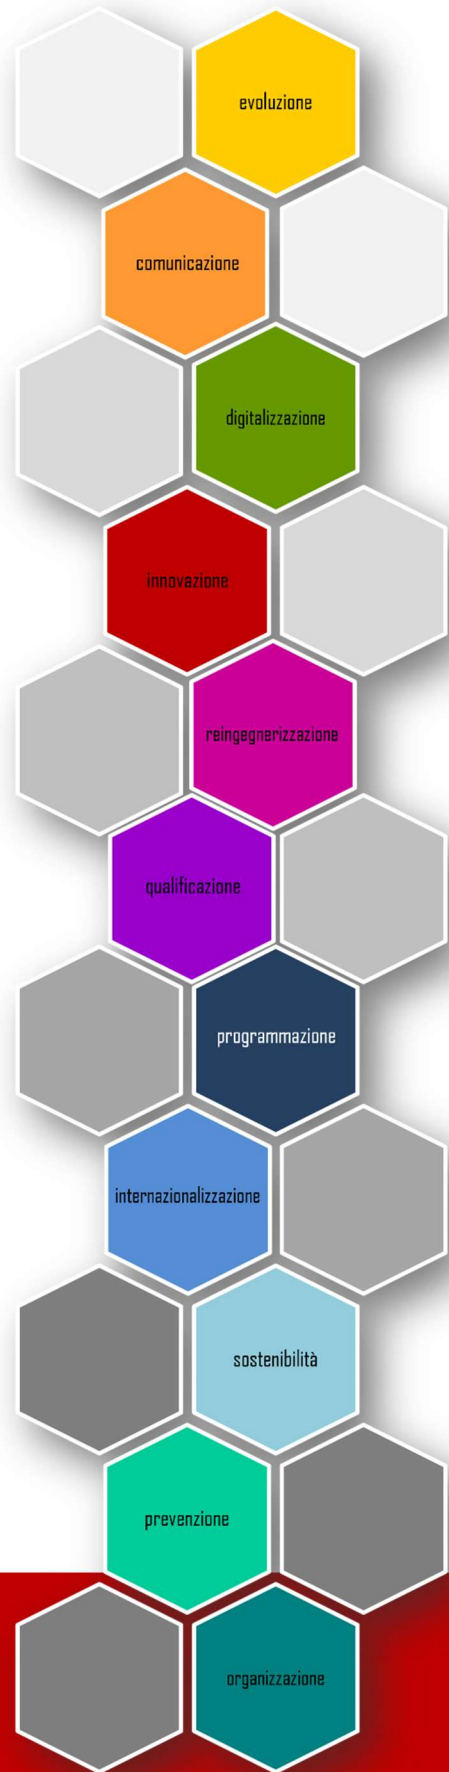 evoluzione
comunicazione
digitalizzazione
innovazione
reingegnerizzazione
qualificazione
programmazione
internazionalizzazione
sostenibilità
prevenzione
organizzazione